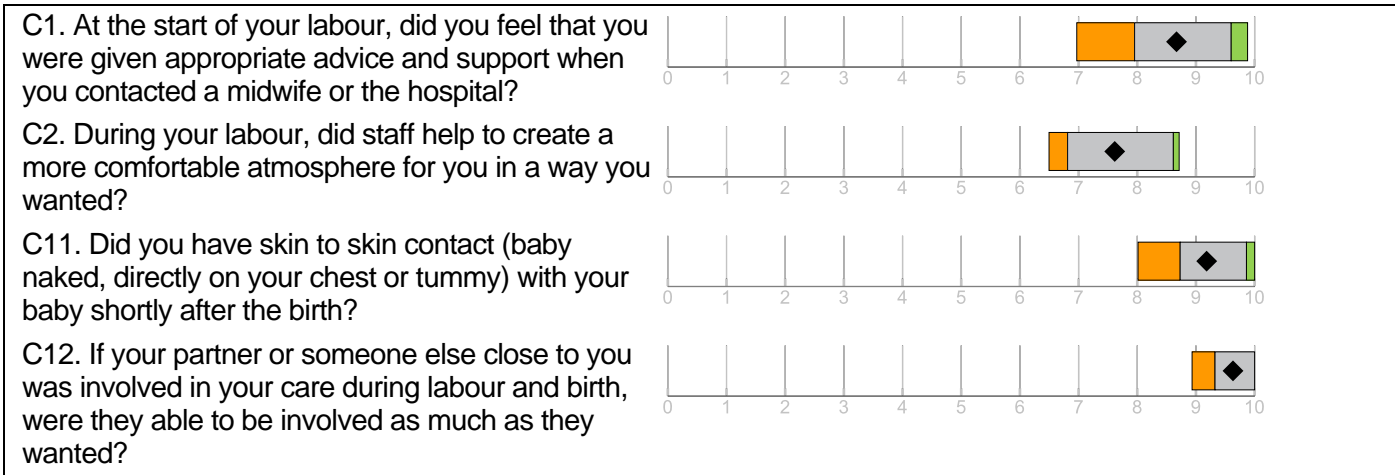 C1. At the start of your labour, did you feel that you
were given appropriate advice and support when
you contacted a midwife or the hospital?
0 1 2 3 4 5 6 7 8 9 10
C2. During your labour, did staff help to create a
more comfortable atmosphere for you in a way you
wanted?
0 1 2 3 4 5 6 7 8 9 10
C11. Did you have skin to skin contact (baby
naked, directly on your chest or tummy) with your
baby shortly after the birth?
0 1 2 3 4 5 6 7 8 9 10
C12. If your partner or someone else close to you
was involved in your care during labour and birth,
were they able to be involved as much as they
wanted?
0 1 2 3 4 5 6 7 8 9 10